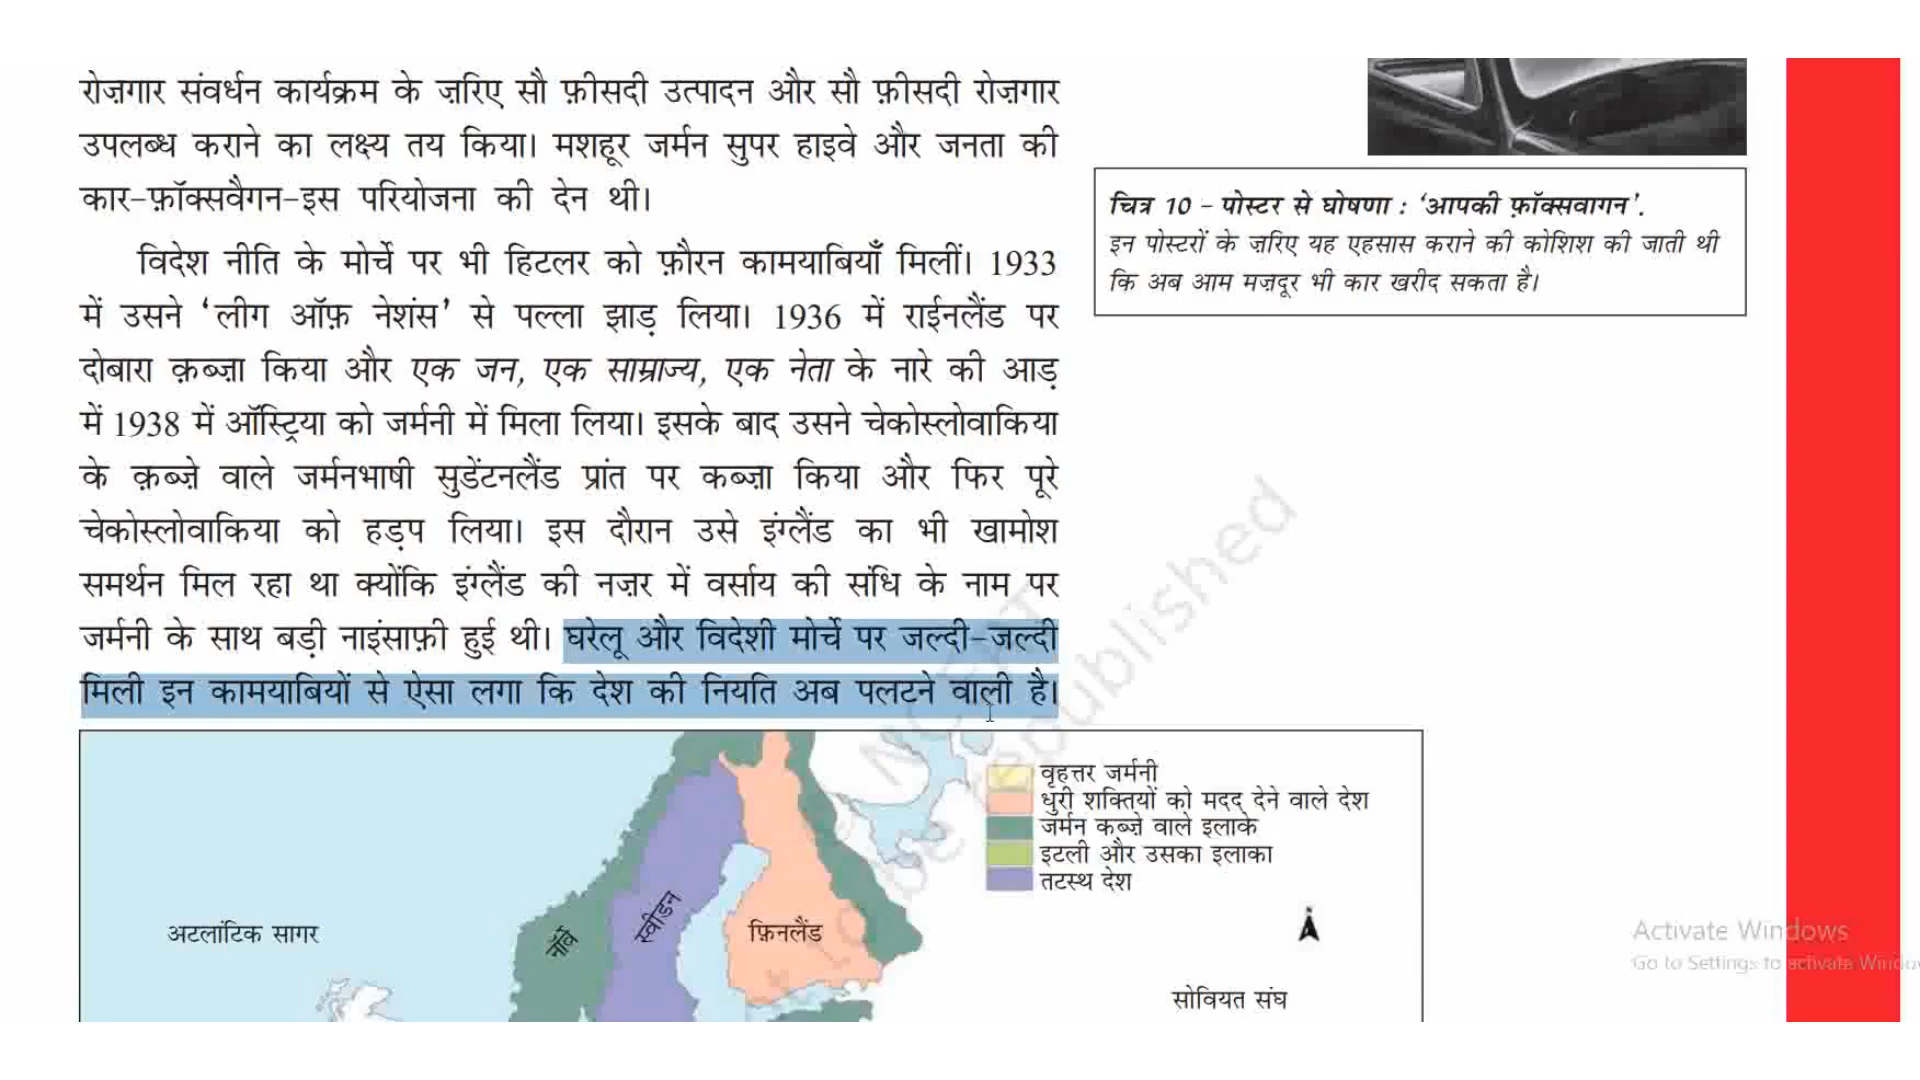 रोज़गार संवर्धन कार्यक्रम के ज़रिए सौ फ़ीसदी उत्पादन और सौ फ़ीसदी रोज़गार
उपलब्ध कराने का लक्ष्य तय किया। मशहूर जर्मन सुपर हाइवे और जनता की
कार-फ़ॉक्सवैगन-इस परियोजना की देन थी।
विदेश नीति के मोर्चे पर भी हिटलर को फ़ौरन कामयाबियाँ मिलीं। 1933
में उसने ‘लीग ऑफ़ नेशंस’ से पल्ला झाड़ लिया। 1936 में राईनलैंड पर
दोबारा क़ब्ज़ा किया और एक जन, एक साम्राज्य, एक नेता के नारे की आड़
में 1938 में ऑस्ट्रिया को जर्मनी में मिला लिया। इसके बाद उसने चेकोस्लोवाकिया
के क़ब्ज़े वाले जर्मनभाषी सुडेंटनलैंड प्रांत पर कब्ज़ा किया और फिर पूरे
चेकोस्लोवाकिया को हड़प लिया। इस दौरान उसे इंग्लैंड का भी खामोश
समर्थन मिल रहा था क्योंकि इंग्लैंड की नज़र में वर्साय की संधि के नाम पर
जर्मनी के साथ बड़ी नाइंसाफ़ी हुई थी। घरेलू और विदेशी मोर्चे पर जल्दी-जल्दी
मिली इन कामयाबियों से ऐसा लगा कि देश की नियति अब पलटने वाली है।
चित्र 10 - पोस्टर से घोषणा : ‘आपकी फ़ॉक्सवागन’.
इन पोस्टरों के ज़रिए यह एहसास कराने की कोशिश की जाती थी
कि अब आम मज़दूर भी कार खरीद सकता है।
वृहत्तर जर्मनी
धुरी शक्तियों को मदद देने वाले देश
जर्मन कब्ज़े वाले इलाके
इटली और उसका इलाका
तटस्थ देश
अटलांटिक सागर
नॉर्वे
स्वीडन
फ़िनलैंड
सोवियत संघ
NCERT
be republished
Activate Windows
Go to Settings to activate Windo